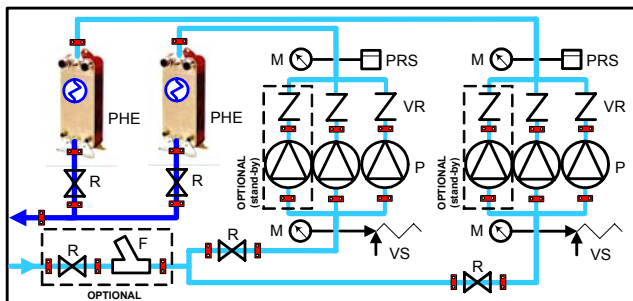 M
PRS
M
PRS
PHE
PHE
VR
VR
OPTIONAL
(stand-by)
P
OPTIONAL
(stand-by)
P
R
R
M
VS
M
VS
R
F
R
OPTIONAL
R